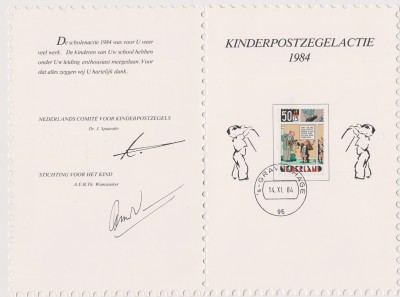 De scholenactie 1984 was voor U weer
veel werk. De kinderen van Uw school hebben
onder Uw leiding enthousiast meegedaan. Voor
dat alles zeggen wij U hartelijk dank.
NEDERLANDS COMITÉ VOOR KINDERPOSTZEGELS
Dr. J. Spaander
STICHTING VOOR HET KIND
KINDERPOSTZEGELACTIE
1984
50
NEDERLAND
'S-GRAVENHAGE
14. XI. 84
96